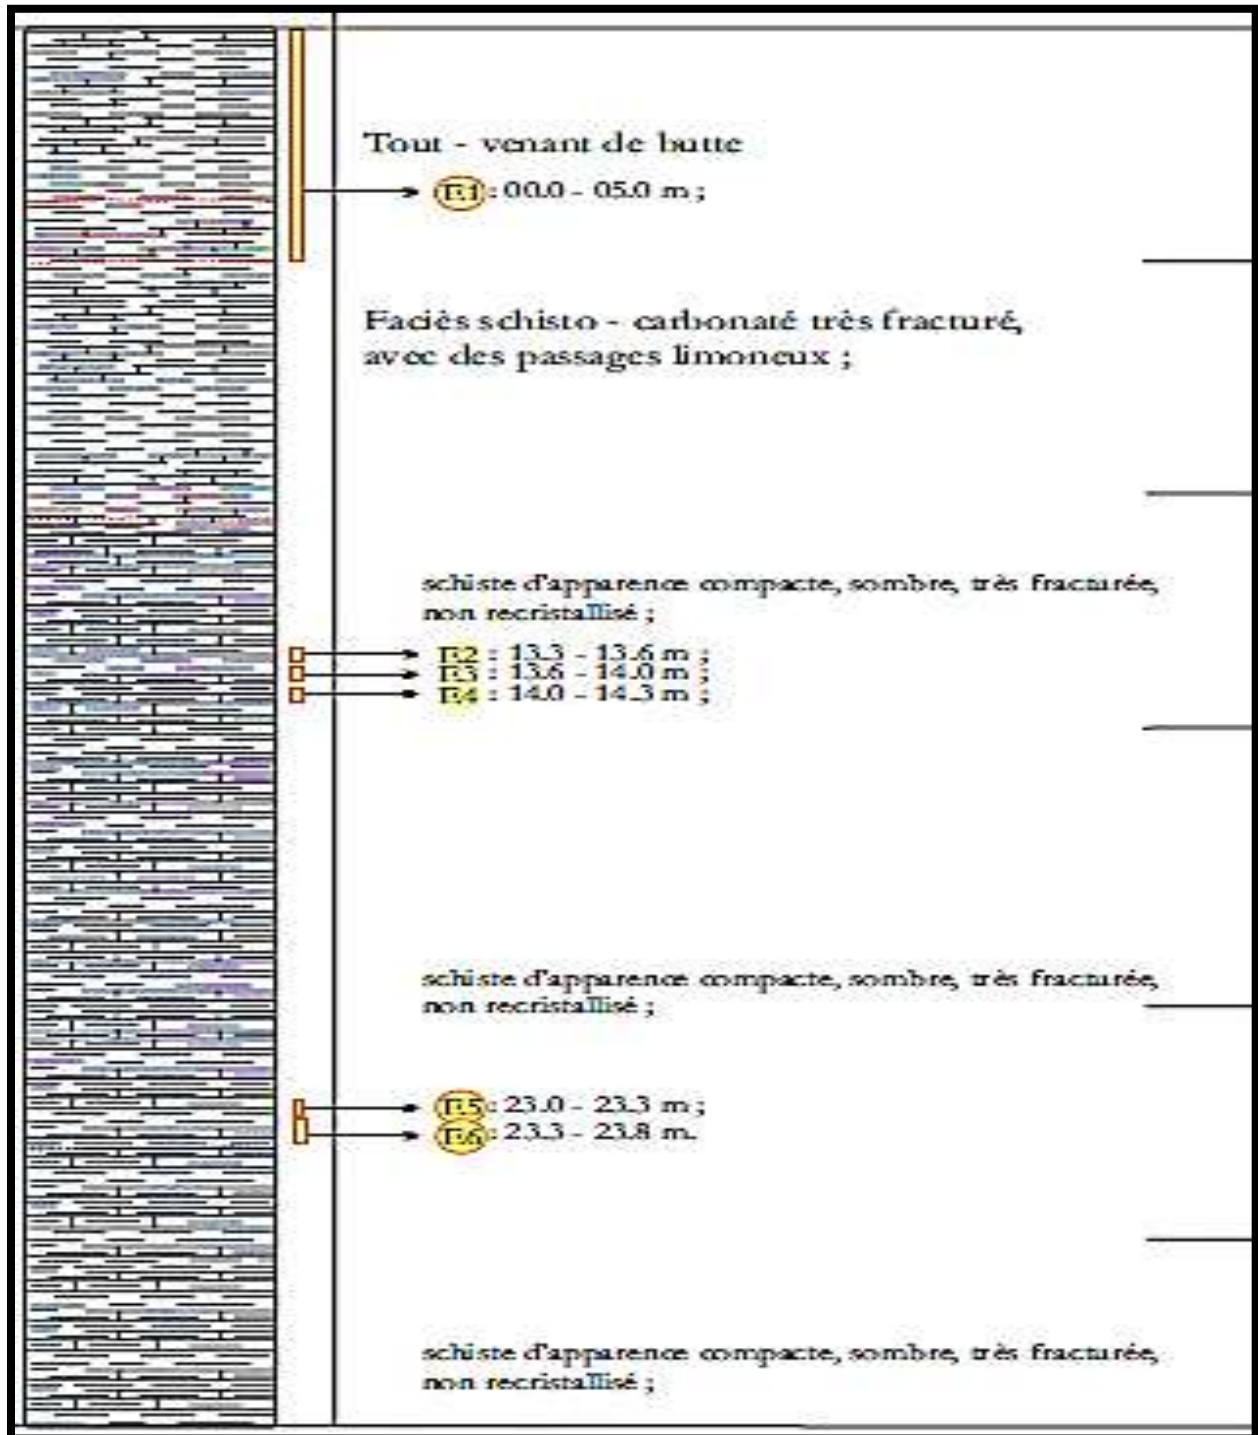 Tout - venant de butte
E1 : 00.0 - 05.0 m ;
Faciès schisto - carbonaté très fracturé,
avec des passages limoneux ;
schiste d'apparence compacte, sombre, très fracturée,
non recristallisé ;
E2 : 13.3 - 13.6 m ;
E3 : 13.6 - 14.0 m ;
E4 : 14.0 - 14.3 m ;
schiste d'apparence compacte, sombre, très fracturée,
non recristallisé ;
E5 : 23.0 - 23.3 m ;
E6 : 23.3 - 23.8 m.
schiste d'apparence compacte, sombre, très fracturée,
non recristallisé ;